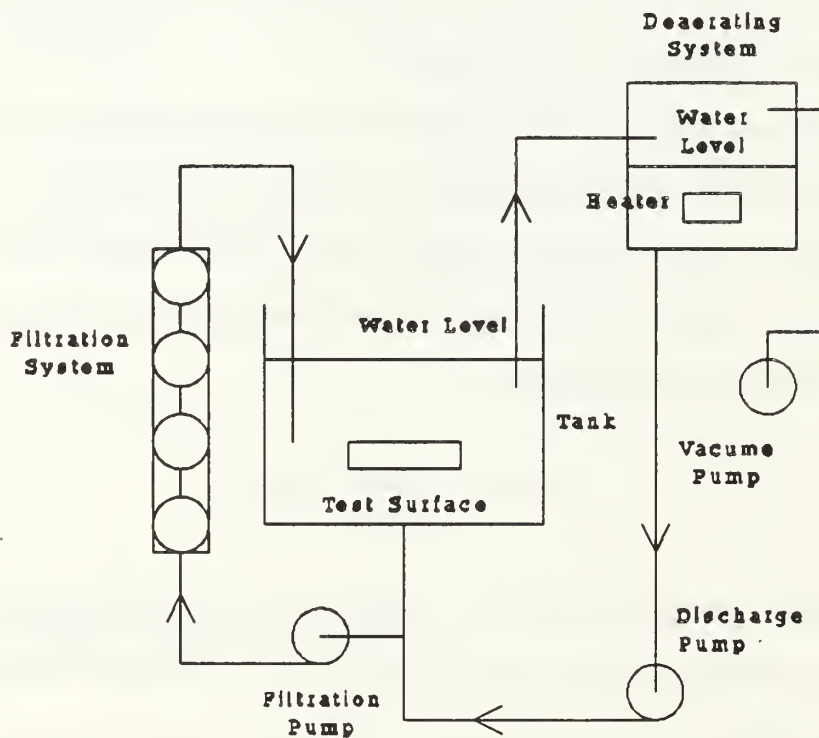 Deaerating
System
Water
Level
Heater
Water Level
Filtration
System
Tank
Vacume
Pump
Test Surface
Discharge
Pump
Filtration
Pump